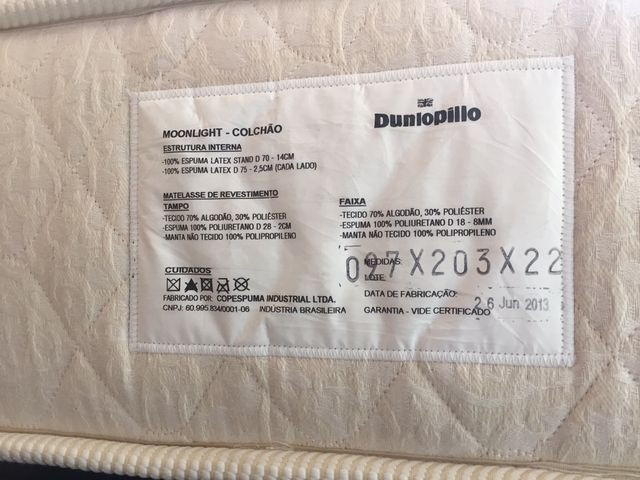 Dunlopillo
MOONLIGHT - COLCHÃO
ESTRUTURA INTERNA
-100% ESPUMA LATEX STAND D 70 - 14CM
-100% ESPUMA LATEX D 75 - 2,5CM (CADA LADO)
MATELASSE DE REVESTIMENTO
TAMPO
-TECIDO 70% ALGODÃO, 30% POLIÉSTER
-ESPUMA 100% POLIURETANO D 28 - 2CM
-MANTA NÃO TECIDO 100% POLIPROPILENO
FAIXA
-TECIDO 70% ALGODÃO, 30% POLIÉSTER
-ESPUMA 100% POLIURETANO D 18 - 8MM
-MANTA NÃO TECIDO 100% POLIPROPILENO
MEDIDAS:
097X203X22
LOTE
CUIDADOS
DATA DE FABRICAÇÃO: 26 Jun 2013
GARANTIA - VIDE CERTIFICADO
FABRICADO POR: COPESPUMA INDUSTRIAL LTDA.
CNPJ: 60.995.834/0001-06 INDÚSTRIA BRASILEIRA